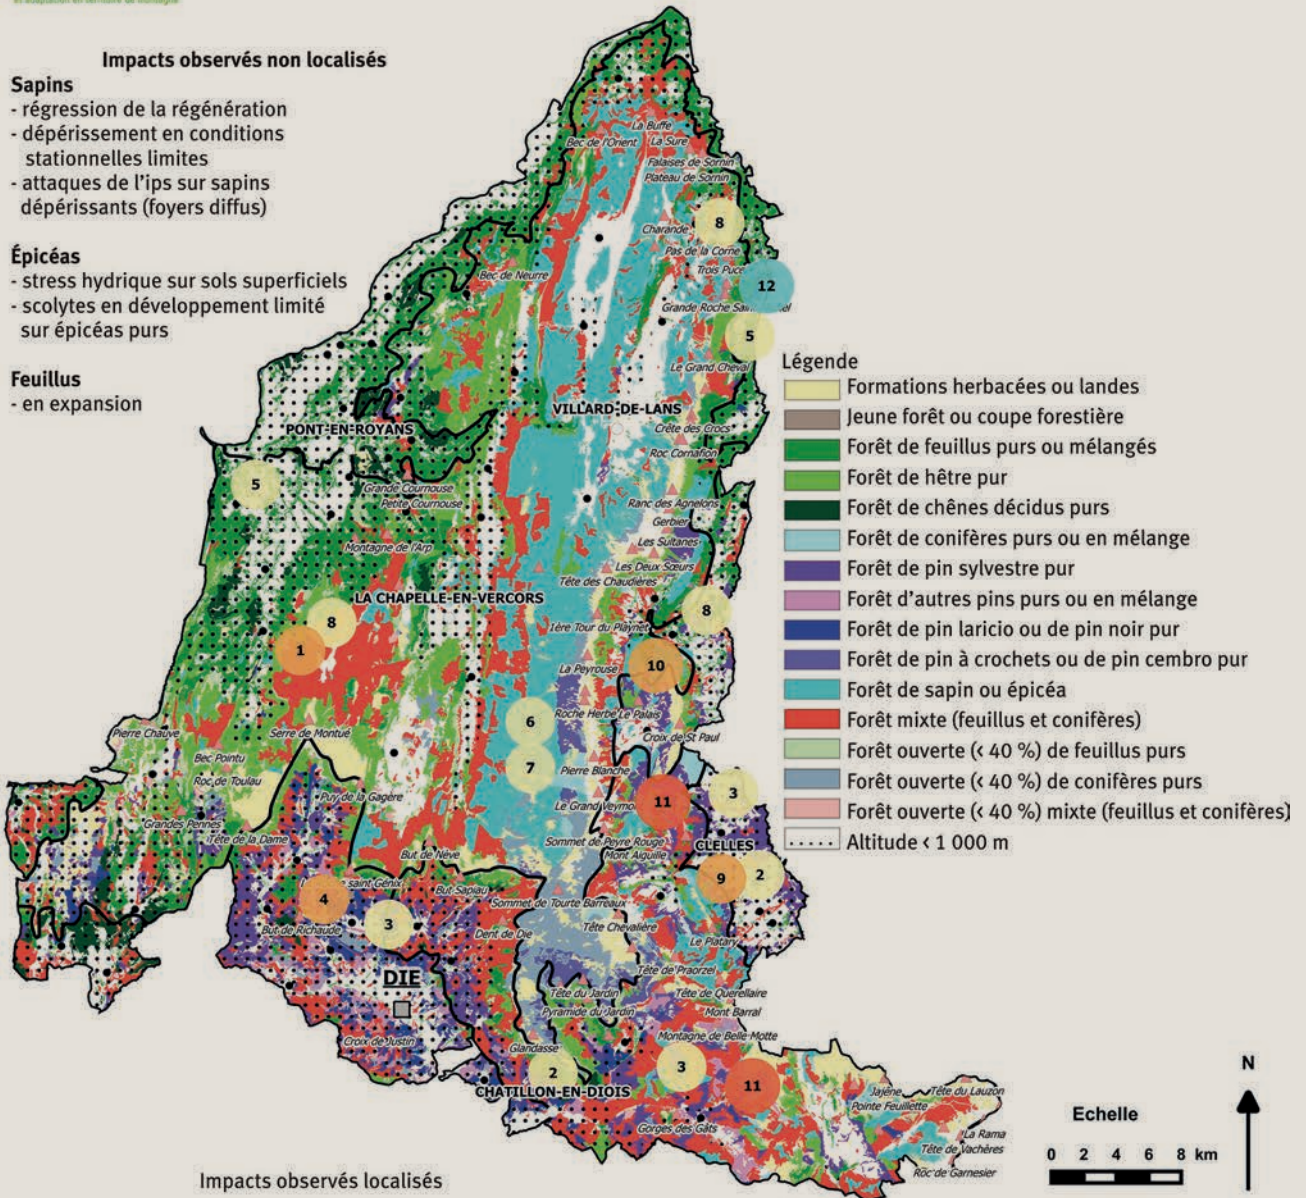 et adaptation en territoire de montagne
Impacts observés non localisés
Sapins
- régression de la régénération
- dépérissement en conditions
stationnelles limites
- attaques de l'ips sur sapins
dépérissants (foyers diffus)
Épicéas
- stress hydrique sur sols superficiels
- scolytes en développement limité
sur épicéas purs
Feuillus
- en expansion
La Buffe
Bec de l'Orient
La Sure
Falaises de Sornin
Plateau de Sornin
Charande
8
Pas de la Corne
Trois Puce
Bec de Neurre
12
Grande Roche Sain
5
Le Grand Cheval
VILLARD-DE-LANS
PONT-EN-ROYANS
Crête des Crocs
Roc Cornafion
5
Grande Cournouse
Petite Cournouse
Ranc des Agnelons
Gerbier
Montagne de l'Arp
Les Sultanes
Les Deux Sœurs
Tête des Chaudières
LA CHAPELLE-EN-VERCORS
8
8
1ère Tour du Playnet
1
La Peyrouse
10
Roche Herbe
Le Palais
6
Pierre Chauve
Serre de Montué
Croix de St Paul
Bec Pointu
7
Pierre Blanche
Roc de Toulau
Puy de la Gagère
Le Grand Veymo
11
3
Grandes Pennes
Tête de la Dame
Sommet de Peyre Rouge
CLELLES
But de Nève
Mont Aiguille
saint Génix
But Sapiau
9
2
4
Sommet de Tourte Barreaux
3
But de Richaude
Dent de Die
Tête Chevalière
Le Platary
DIE
Tête de Praorzel
Tête du Jardin
Tête de Querellaire
Pyramide du Jardin
Mont Barral
Croix de Justin
Montagne de Belle Motte
Glandasse
2
3
11
CHATILLON-EN-DIOIS
Jajène
Tête du Lauzon
Pointe Feuillette
Gorges des Gâts
La Rama
Tête de Vachères
Roc de Garnesier
Légende
Formations herbacées ou landes
Jeune forêt ou coupe forestière
Forêt de feuillus purs ou mélangés
Forêt de hêtre pur
Forêt de chênes décidus purs
Forêt de conifères purs ou en mélange
Forêt de pin sylvestre pur
Forêt d'autres pins purs ou en mélange
Forêt de pin laricio ou de pin noir pur
Forêt de pin à crochets ou de pin cembro pur
Forêt de sapin ou épicéa
Forêt mixte (feuillus et conifères)
Forêt ouverte (< 40 %) de feuillus purs
Forêt ouverte (< 40 %) de conifères purs
Forêt ouverte (< 40 %) mixte (feuillus et conifères)
Altitude < 1 000 m
N
Echelle
0 2 4 6 8 km
Impacts observés localisés